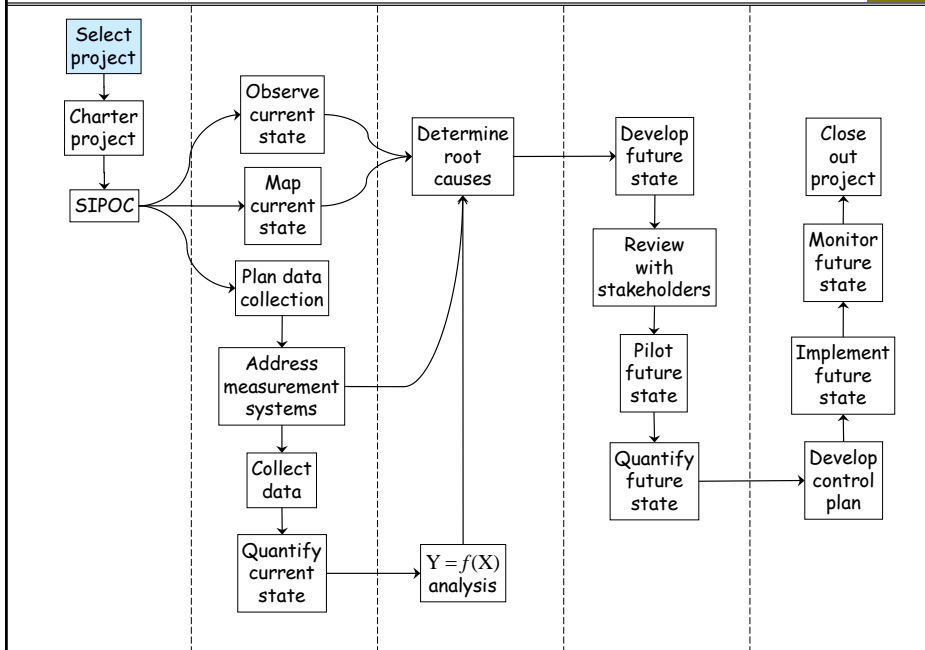 Select
project
Charter
project
SIPOC
Observe
current
state
Map
current
state
Plan data
collection
Address
measurement
systems
Collect
data
Quantify
current
state
Determine
root
causes
Y = f(X)
analysis
Develop
future
state
Review
with
stakeholders
Pilot
future
state
Quantify
future
state
Close
out
project
Monitor
future
state
Implement
future
state
Develop
control
plan